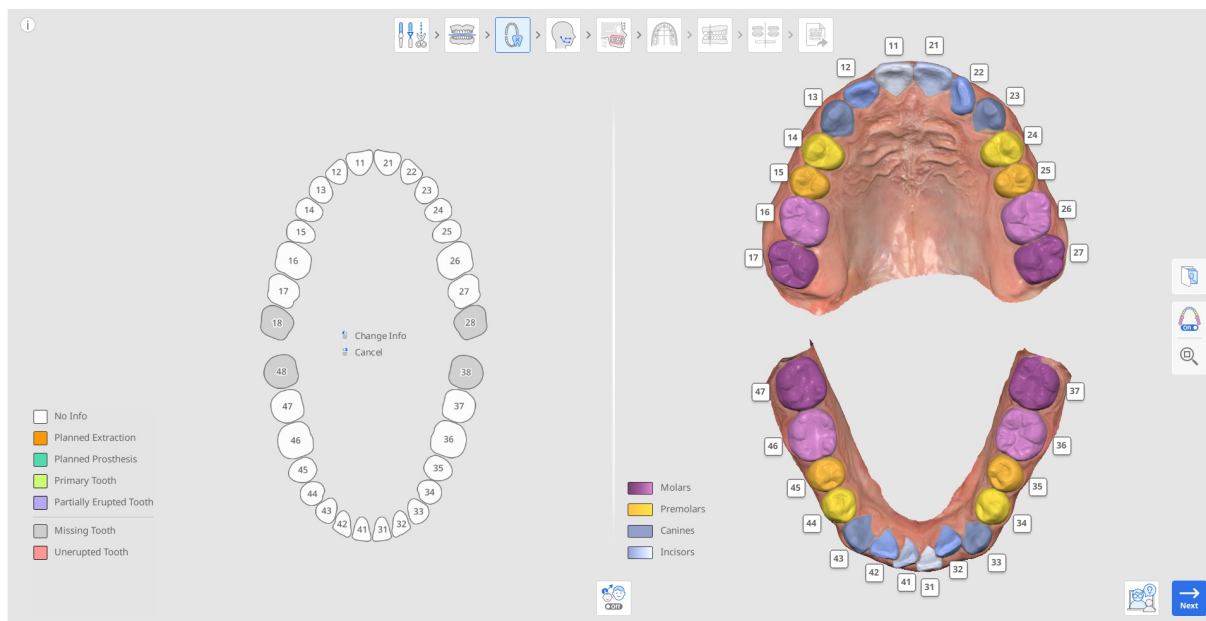 i
11 21
12 22
13 23
14 24
15 25
16 26
17 27
18 28
Change Info
Cancel
48 38
47 37
46 36
45 35
44 34
43 33
42 41 31 32
No Info
Planned Extraction
Planned Prosthesis
Primary Tooth
Partially Erupted Tooth
Missing Tooth
Unerupted Tooth
11 21
12 22
13 23
14 24
15 25
16 26
17 27
47 37
46 36
45 35
44 34
43 33
42 32
41 31
Molars
Premolars
Canines
Incisors
On
Off
Next